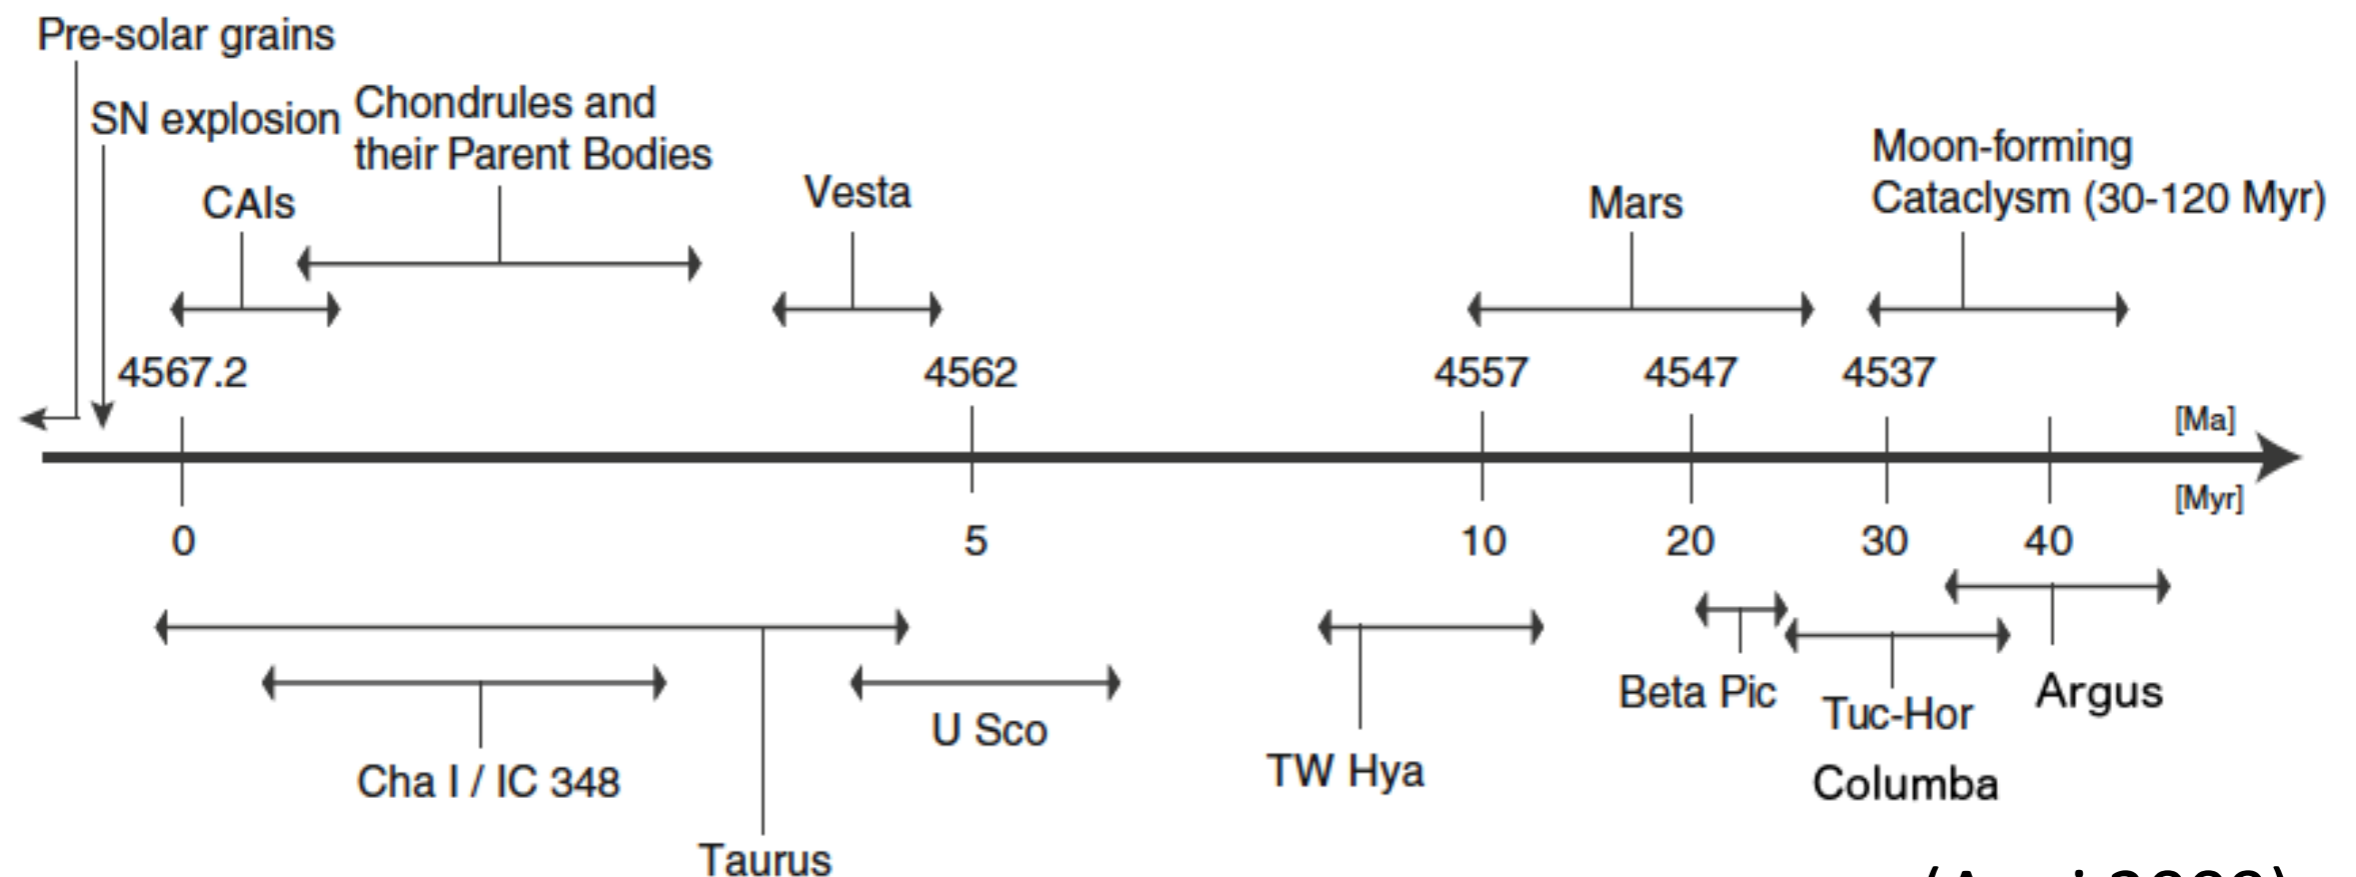 Pre-solar grains
SN explosion
Chondrules and
their Parent Bodies
CAIs
Vesta
Mars
Moon-forming
Cataclysm (30-120 Myr)
4567.2
4562
4557
4547
4537
[Ma]
[Myr]
0
5
10
20
30
40
Beta Pic
Tuc-Hor
Columba
Argus
U Sco
TW Hya
Cha I / IC 348
Taurus